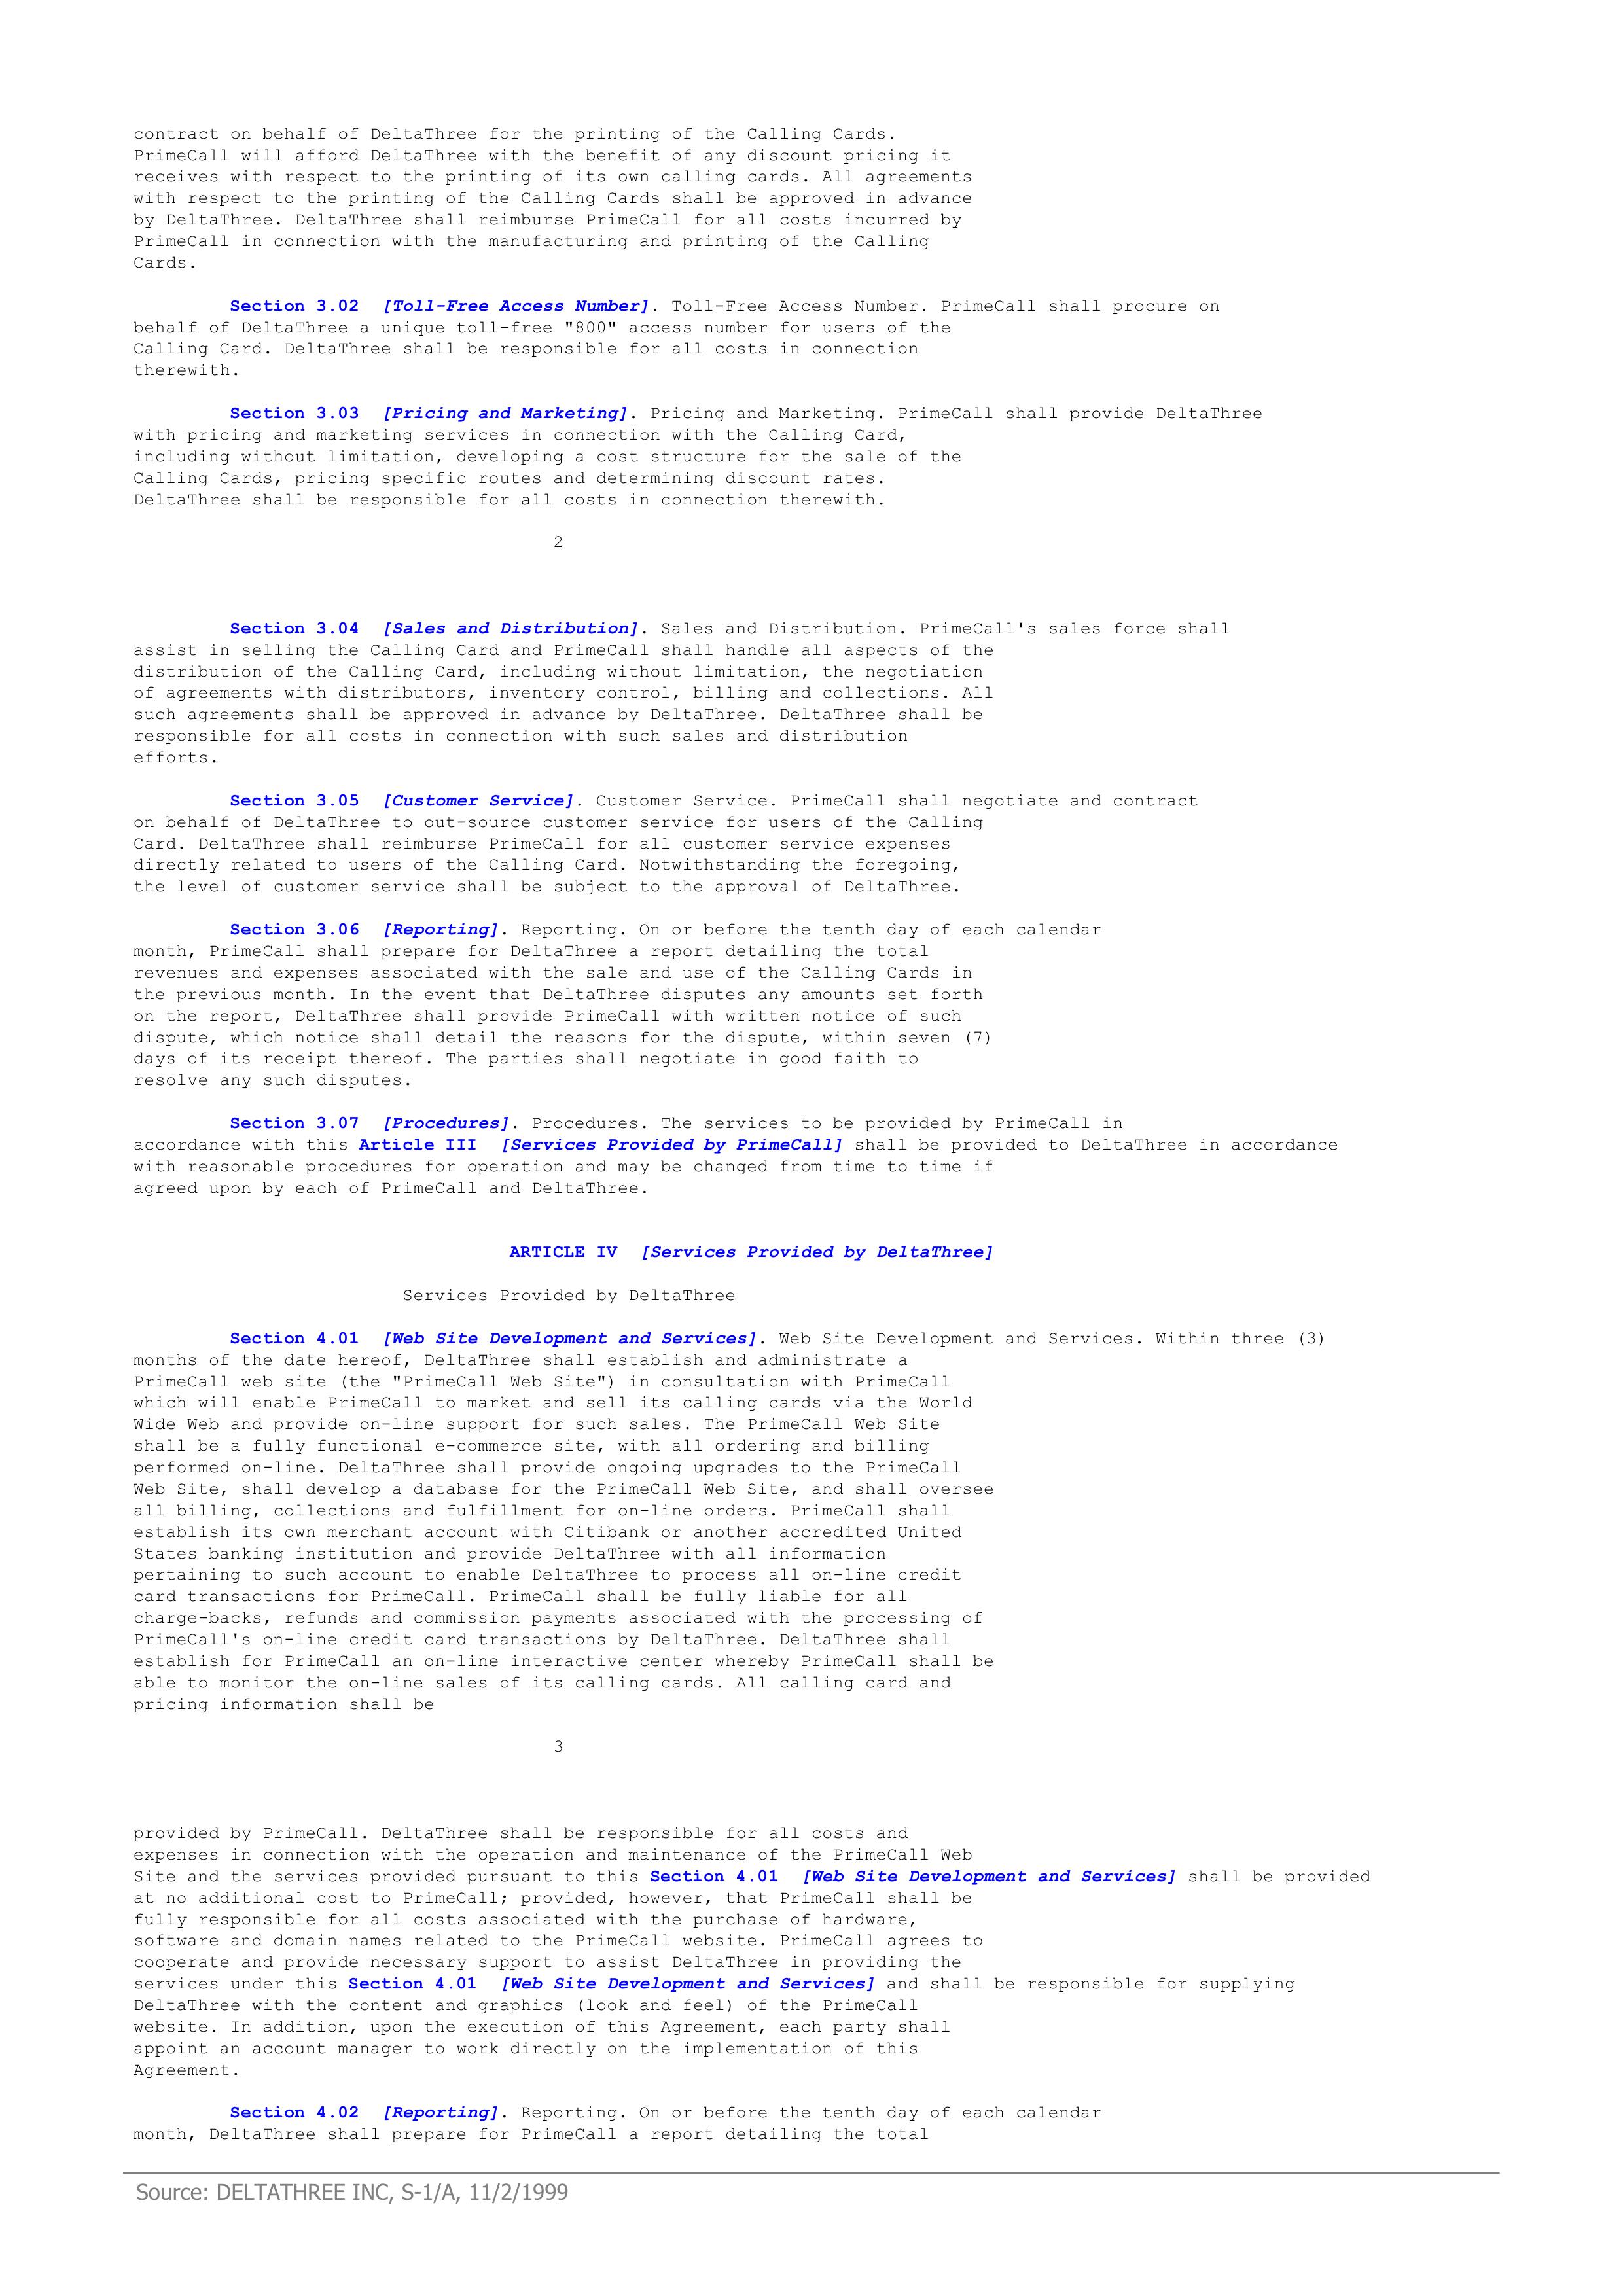 contract on behalf of DeltaThree for the printing of the Calling Cards.
PrimeCall will afford DeltaThree with the benefit of any discount pricing it
receives with respect to the printing of its own calling cards. All agreements
with respect to the printing of the Calling Cards shall be approved in advance
by DeltaThree. DeltaThree shall reimburse PrimeCall for all costs incurred by
PrimeCall in connection with the manufacturing and printing of the Calling
Cards.
Section 3.02 [Toll-Free Access Number]. Toll-Free Access Number. PrimeCall shall procure on
behalf of DeltaThree a unique toll-free "800" access number for users of the
Calling Card. DeltaThree shall be responsible for all costs in connection
therewith.
Section 3.03 [Pricing and Marketing]. Pricing and Marketing. PrimeCall shall provide DeltaThree
with pricing and marketing services in connection with the Calling Card,
including without limitation, developing a cost structure for the sale of the
Calling Cards, pricing specific routes and determining discount rates.
DeltaThree shall be responsible for all costs in connection therewith.
2
Section 3.04 [Sales and Distribution]. Sales and Distribution. PrimeCall's sales force shall
assist in selling the Calling Card and PrimeCall shall handle all aspects of the
distribution of the Calling Card, including without limitation, the negotiation
of agreements with distributors, inventory control, billing and collections. All
such agreements shall be approved in advance by DeltaThree. DeltaThree shall be
responsible for all costs in connection with such sales and distribution
efforts.
Section 3.05 [Customer Service]. Customer Service. PrimeCall shall negotiate and contract
on behalf of DeltaThree to out-source customer service for users of the Calling
Card. DeltaThree shall reimburse PrimeCall for all customer service expenses
directly related to users of the Calling Card. Notwithstanding the foregoing,
the level of customer service shall be subject to the approval of DeltaThree.
Section 3.06 [Reporting]. Reporting. On or before the tenth day of each calendar
month, PrimeCall shall prepare for DeltaThree a report detailing the total
revenues and expenses associated with the sale and use of the Calling Cards in
the previous month. In the event that DeltaThree disputes any amounts set forth
on the report, DeltaThree shall provide PrimeCall with written notice of such
dispute, which notice shall detail the reasons for the dispute, within seven (7)
days of its receipt thereof. The parties shall negotiate in good faith to
resolve any such disputes.
Section 3.07 [Procedures]. Procedures. The services to be provided by PrimeCall in
accordance with this Article III [Services Provided by PrimeCall] shall be provided to DeltaThree in accordance
with reasonable procedures for operation and may be changed from time to time if
agreed upon by each of PrimeCall and DeltaThree.
ARTICLE IV [Services Provided by DeltaThree]
Services Provided by DeltaThree
Section 4.01 [Web Site Development and Services]. Web Site Development and Services. Within three (3)
months of the date hereof, DeltaThree shall establish and administrate a
PrimeCall web site (the "PrimeCall Web Site") in consultation with PrimeCall
which will enable PrimeCall to market and sell its calling cards via the World
Wide Web and provide on-line support for such sales. The PrimeCall Web Site
shall be a fully functional e-commerce site, with all ordering and billing
performed on-line. DeltaThree shall provide ongoing upgrades to the PrimeCall
Web Site, shall develop a database for the PrimeCall Web Site, and shall oversee
all billing, collections and fulfillment for on-line orders. PrimeCall shall
establish its own merchant account with Citibank or another accredited United
States banking institution and provide DeltaThree with all information
pertaining to such account to enable DeltaThree to process all on-line credit
card transactions for PrimeCall. PrimeCall shall be fully liable for all
charge-backs, refunds and commission payments associated with the processing of
PrimeCall's on-line credit card transactions by DeltaThree. DeltaThree shall
establish for PrimeCall an on-line interactive center whereby PrimeCall shall be
able to monitor the on-line sales of its calling cards. All calling card and
pricing information shall be
3
provided by PrimeCall. DeltaThree shall be responsible for all costs and
expenses in connection with the operation and maintenance of the PrimeCall Web
Site and the services provided pursuant to this Section 4.01 [Web Site Development and Services] shall be provided
at no additional cost to PrimeCall; provided, however, that PrimeCall shall be
fully responsible for all costs associated with the purchase of hardware,
software and domain names related to the PrimeCall website. PrimeCall agrees to
cooperate and provide necessary support to assist DeltaThree in providing the
services under this Section 4.01 [Web Site Development and Services] and shall be responsible for supplying
DeltaThree with the content and graphics (look and feel) of the PrimeCall
website. In addition, upon the execution of this Agreement, each party shall
appoint an account manager to work directly on the implementation of this
Agreement.
Section 4.02 [Reporting]. Reporting. On or before the tenth day of each calendar
month, DeltaThree shall prepare for PrimeCall a report detailing the total
Source: DELTATHREE INC, S-1/A, 11/2/1999